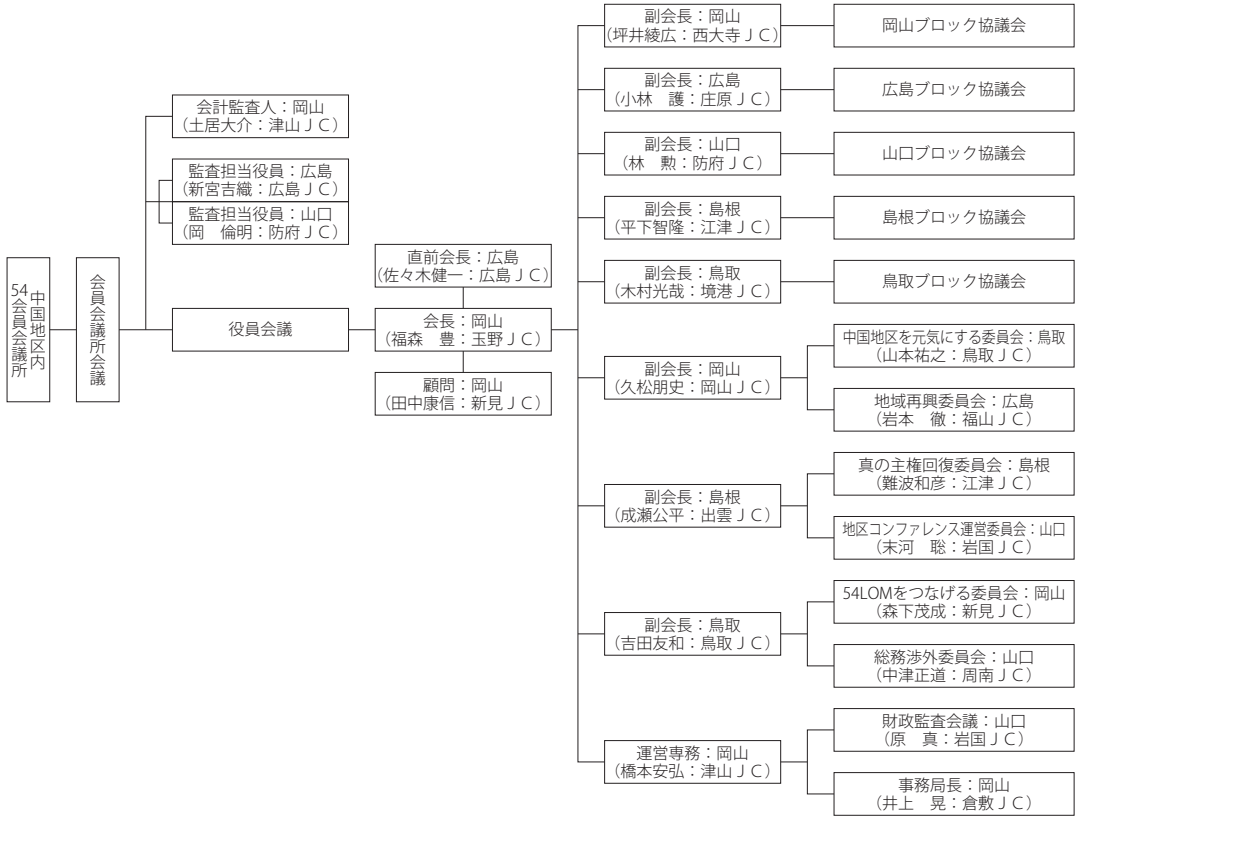 中国地区内
54会員会議所
会員会議所会議
会計監査人：岡山
（土居大介：津山ＪＣ）
監査担当役員：広島
（新宮吉織：広島ＪＣ）
監査担当役員：山口
（岡　倫明：防府ＪＣ）
役員会議
直前会長：広島
（佐々木健一：広島ＪＣ）
会長：岡山
（福森　豊：玉野ＪＣ）
顧問：岡山
（田中康信：新見ＪＣ）
副会長：岡山
（坪井綾広：西大寺ＪＣ）
岡山ブロック協議会
副会長：広島
（小林　護：庄原ＪＣ）
広島ブロック協議会
副会長：山口
（林　勲：防府ＪＣ）
山口ブロック協議会
副会長：島根
（平下智隆：江津ＪＣ）
島根ブロック協議会
副会長：鳥取
（木村光哉：境港ＪＣ）
鳥取ブロック協議会
副会長：岡山
（久松朋史：岡山ＪＣ）
中国地区を元気にする委員会：鳥取
（山本祐之：鳥取ＪＣ）
地域再興委員会：広島
（岩本　徹：福山ＪＣ）
副会長：島根
（成瀬公平：出雲ＪＣ）
真の主権回復委員会：島根
（難波和彦：江津ＪＣ）
地区コンファレンス運営委員会：山口
（末河　聡：岩国ＪＣ）
副会長：鳥取
（吉田友和：鳥取ＪＣ）
54LOMをつなげる委員会：岡山
（森下茂成：新見ＪＣ）
総務渉外委員会：山口
（中津正道：周南ＪＣ）
運営専務：岡山
（橋本安弘：津山ＪＣ）
財政監査会議：山口
（原　真：岩国ＪＣ）
事務局長：岡山
（井上　晃：倉敷ＪＣ）